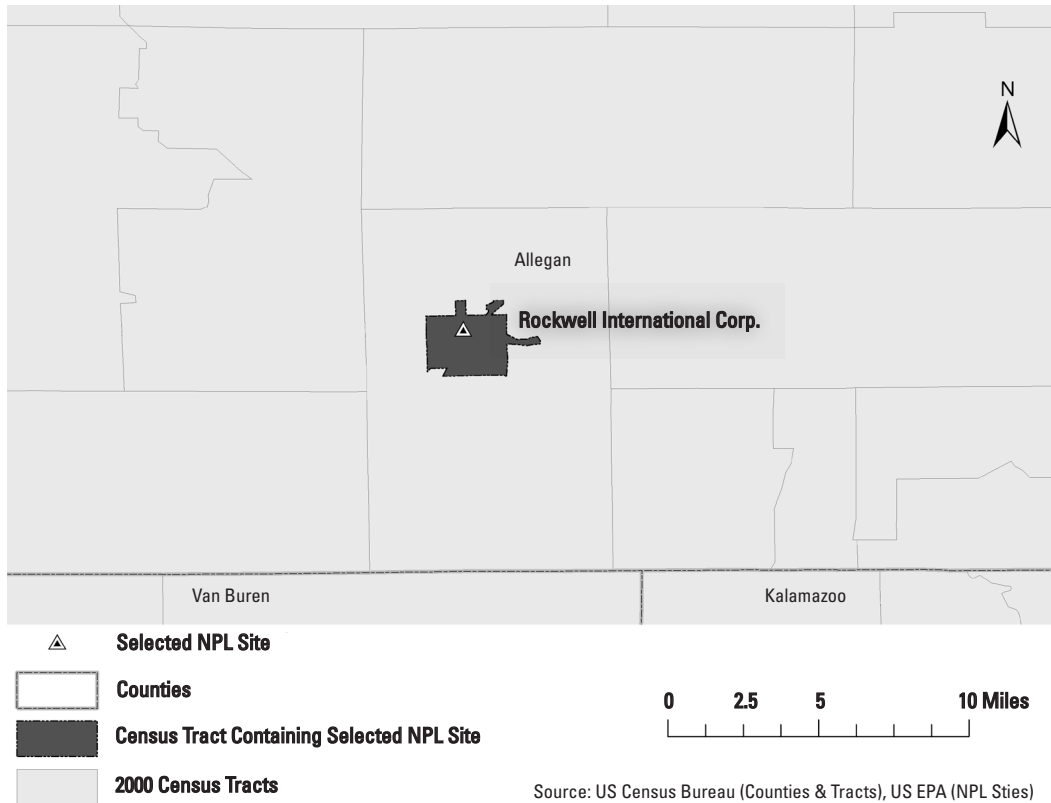 N
Allegan
Rockwell International Corp.
Van Buren
Kalamazoo
Selected NPL Site
Counties
0 2.5 5 10 Miles
Census Tract Containing Selected NPL Site
2000 Census Tracts
Source: US Census Bureau (Counties & Tracts), US EPA (NPL Sties)